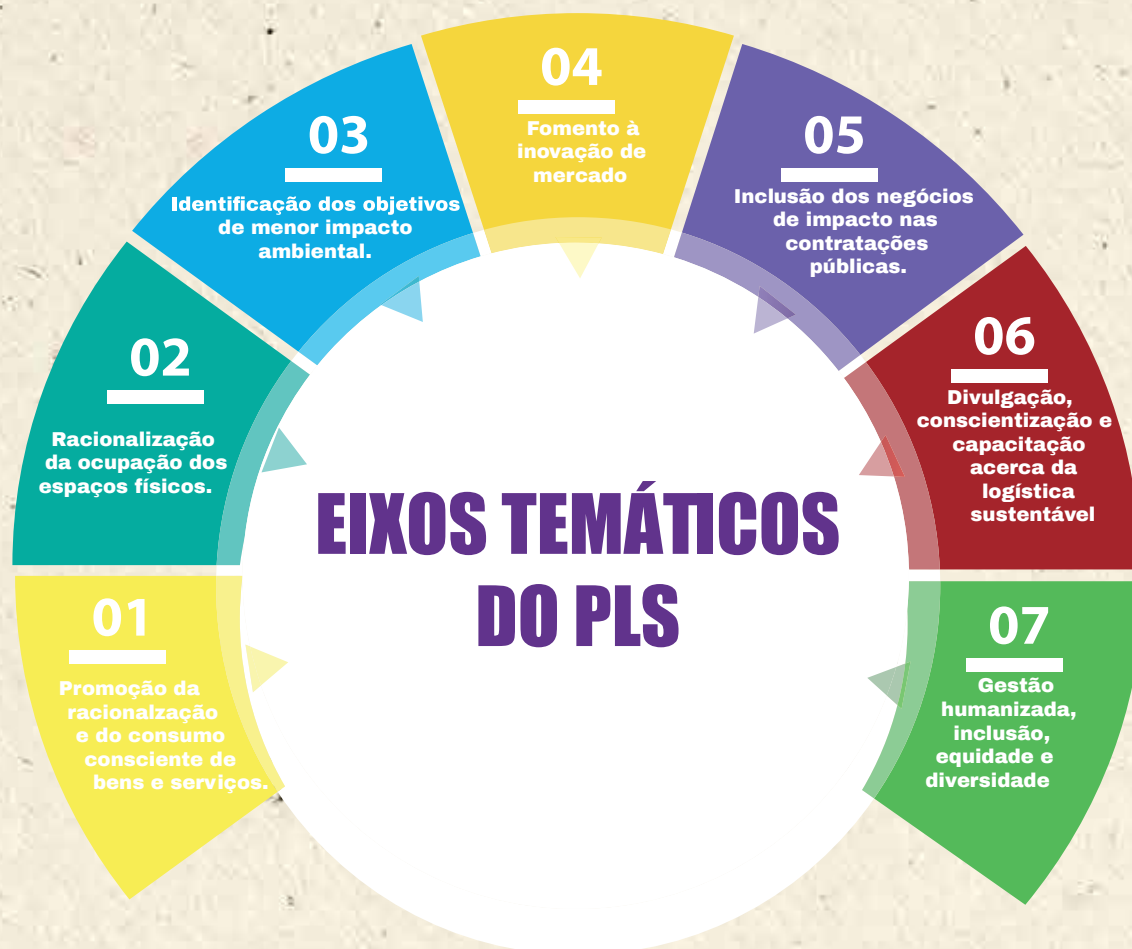 EIXOS TEMÁTICOS
DO PLS
01
Promoção da
racionalzação
e do consumo
consciente de
bens e serviços.
02
Racionalização
da ocupação dos
espaços físicos.
03
Identificação dos objetivos
de menor impacto
ambiental.
04
Fomento à
inovação de
mercado
05
Inclusão dos negócios
de impacto nas
contratações
públicas.
06
Divulgação,
conscientização e
capacitação
acerca da
logística
sustentável
07
Gestão
humanizada,
inclusão,
equidade e
diversidade